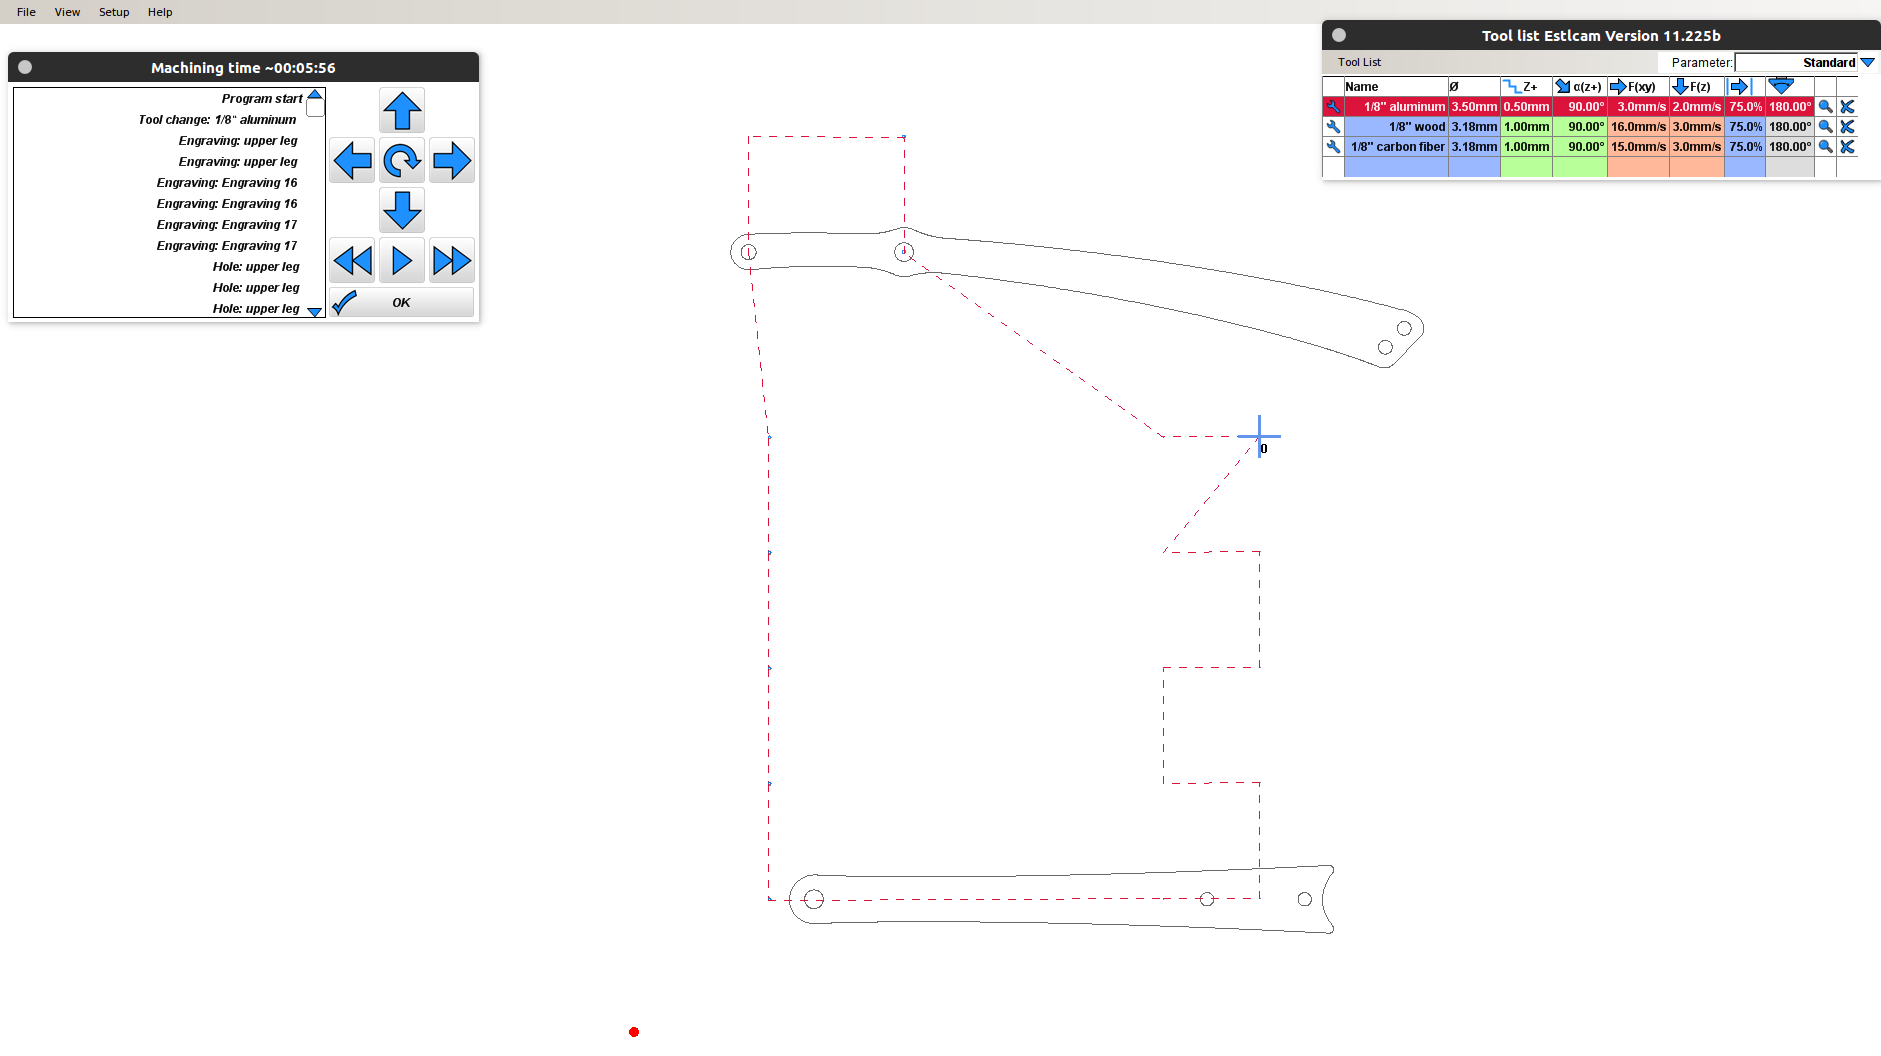 File View Setup Help
Machining time ~00:05:56
Program start
Tool change: 1/8" aluminum
Engraving: upper leg
Engraving: upper leg
Engraving: Engraving 16
Engraving: Engraving 16
Engraving: Engraving 17
Engraving: Engraving 17
Hole: upper leg
Hole: upper leg
Hole: upper leg
OK
Tool list Estlcam Version 11.225b
Tool List Parameter: Standard
Name Ø Z+ α(z+) F(xy) F(z)
1/8" aluminum 3.50mm 0.50mm 90.00° 3.0mm/s 2.0mm/s 75.0% 180.00°
1/8" wood 3.18mm 1.00mm 90.00° 16.0mm/s 3.0mm/s 75.0% 180.00°
1/8" carbon fiber 3.18mm 1.00mm 90.00° 15.0mm/s 3.0mm/s 75.0% 180.00°
0